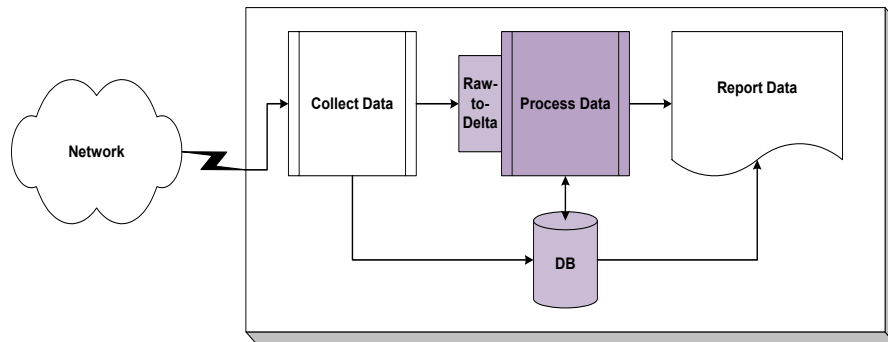 Network
Collect Data
Raw-
to-
Delta
Process Data
Report Data
DB